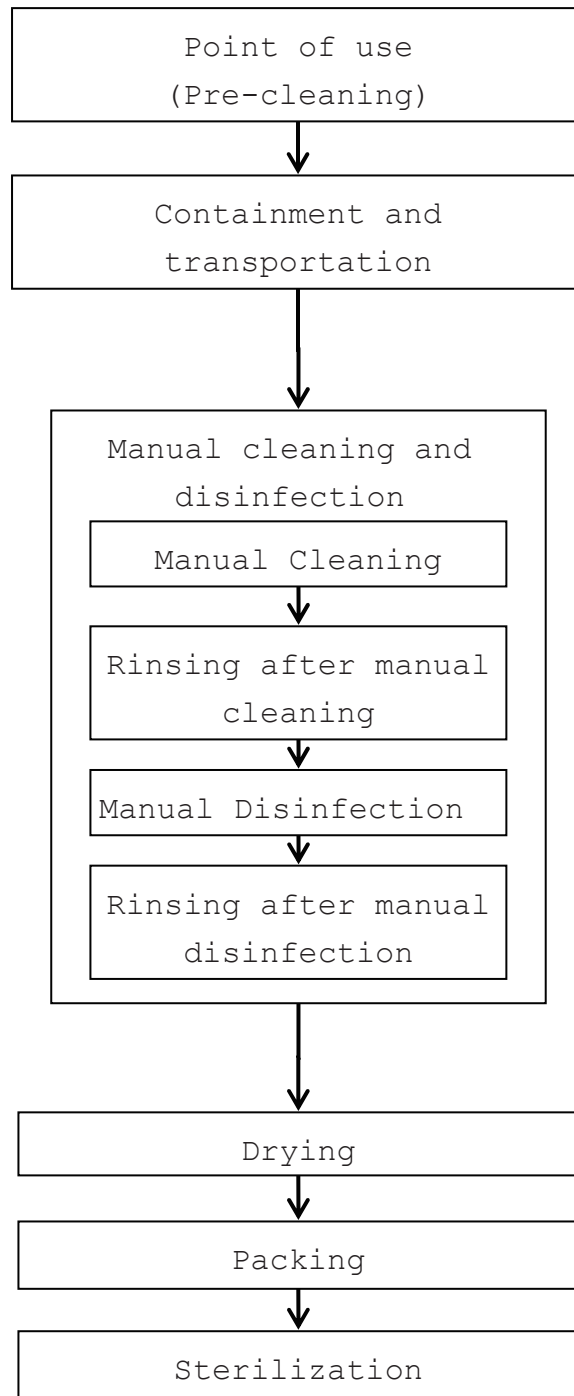 Point of use
(Pre-cleaning)
Containment and
transportation
Manual cleaning and
disinfection
Manual Cleaning
Rinsing after manual
cleaning
Manual Disinfection
Rinsing after manual
disinfection
Drying
Packing
Sterilization